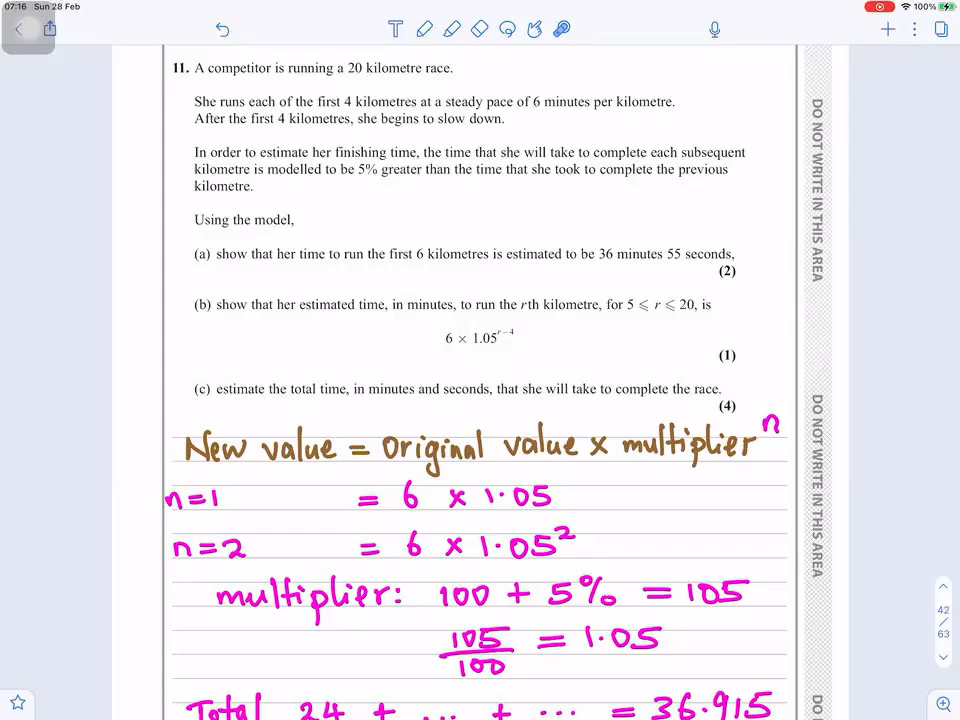 07:16 Sun 28 Feb
100%
T
11. A competitor is running a 20 kilometre race.
She runs each of the first 4 kilometres at a steady pace of 6 minutes per kilometre.
After the first 4 kilometres, she begins to slow down.
In order to estimate her finishing time, the time that she will take to complete each subsequent
kilometre is modelled to be 5% greater than the time that she took to complete the previous
kilometre.
Using the model,
(a) show that her time to run the first 6 kilometres is estimated to be 36 minutes 55 seconds,
(2)
(b) show that her estimated time, in minutes, to run the rth kilometre, for 5 ⩽ r ⩽ 20, is
6 × 1.05^{r – 4}
(1)
(c) estimate the total time, in minutes and seconds, that she will take to complete the race.
(4)
New value = Original value × multiplier^n
n=1 = 6 × 1.05
n=2 = 6 × 1.05²
multiplier: 100 + 5% = 105
105/100 = 1.05
Total 24 + ... + ... = 36.915
DO NOT WRITE IN THIS AREA
DO NOT WRITE IN THIS AREA
DO
42
/
63